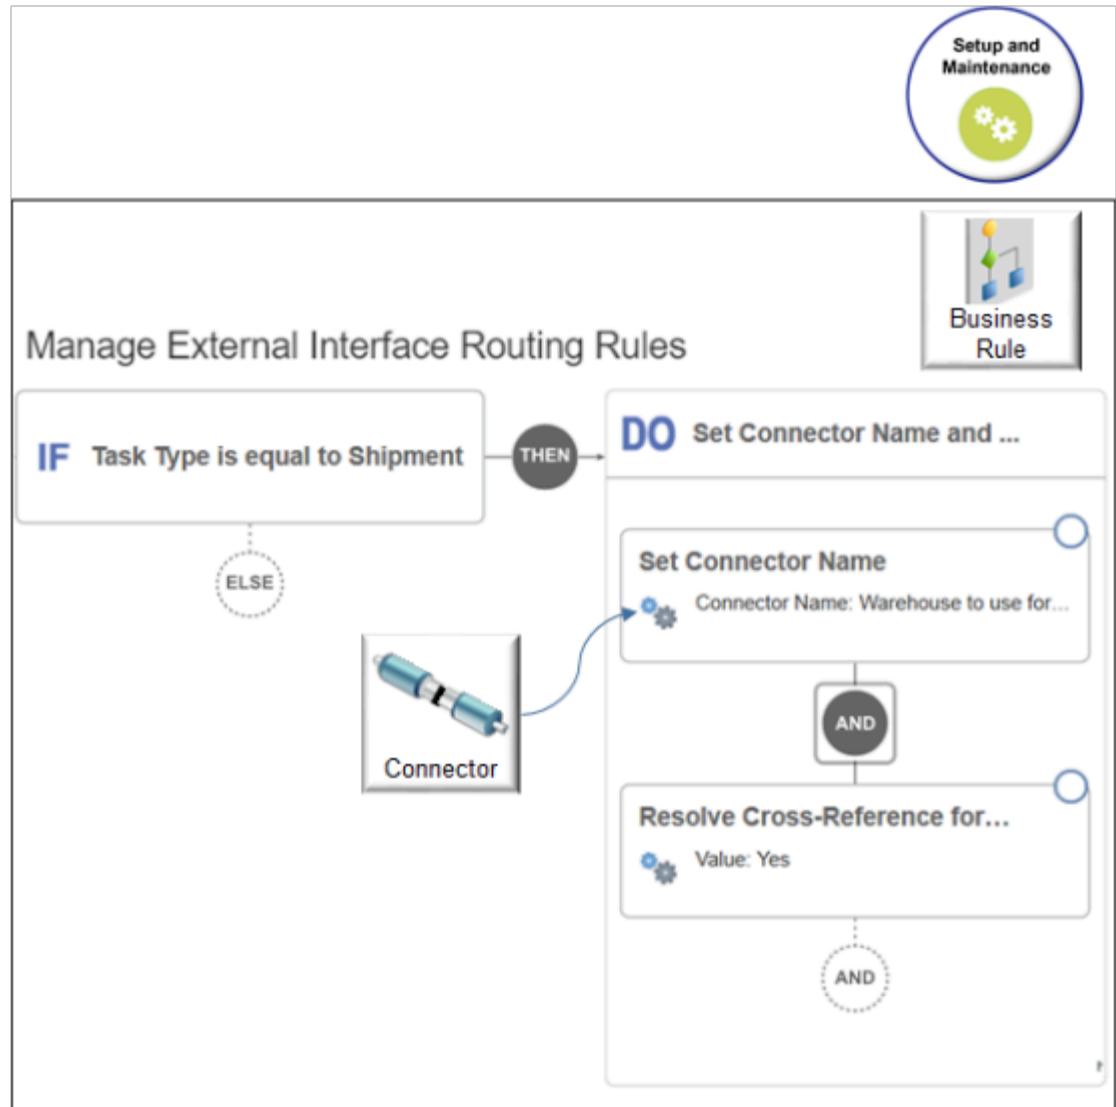 Setup and
Maintenance
Business
Rule
Manage External Interface Routing Rules
IF Task Type is equal to Shipment
THEN
DO Set Connector Name and ...
ELSE
Set Connector Name
Connector Name: Warehouse to use for...
Connector
AND
Resolve Cross-Reference for...
Value: Yes
AND